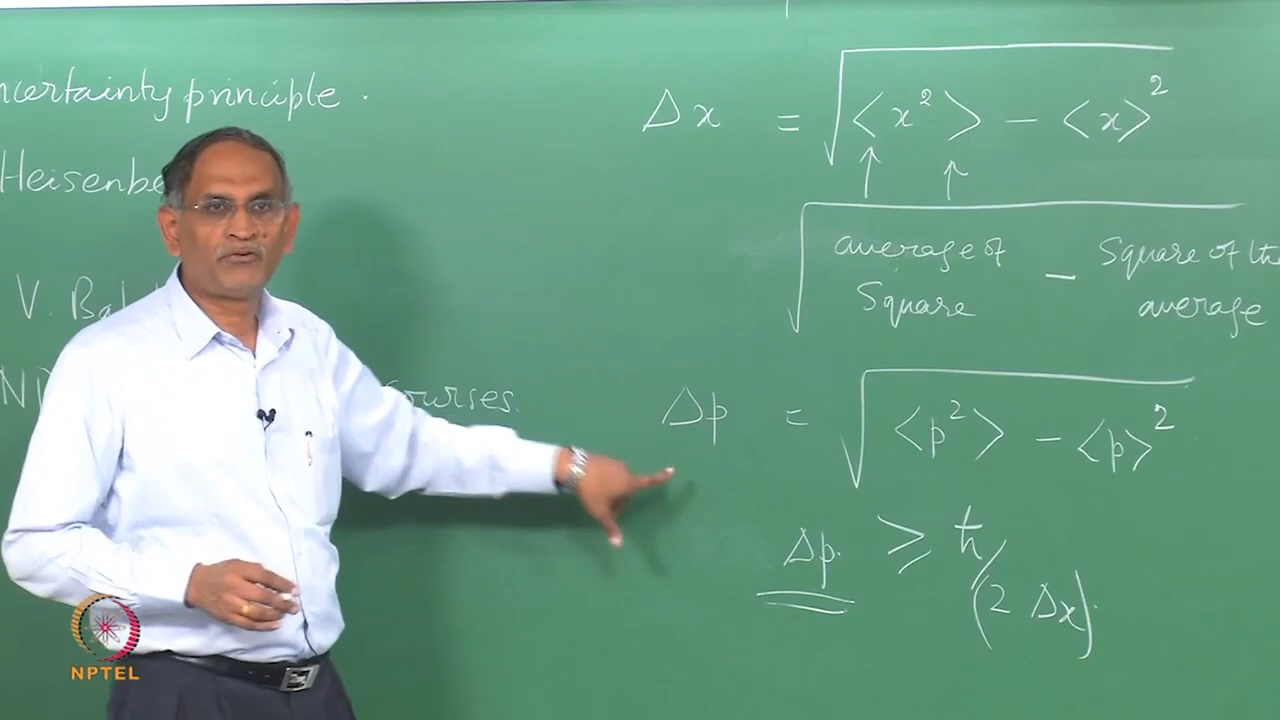 ncertainty principle.
Heisenbe
V. Bal
courses.
Δx = √(<x²> − <x>²)
↑ ↑
√(average of Square − Square of the average)
Δp = √(<p²> − <p>²)
Δp ≥ ħ/(2 Δx).
NPTEL